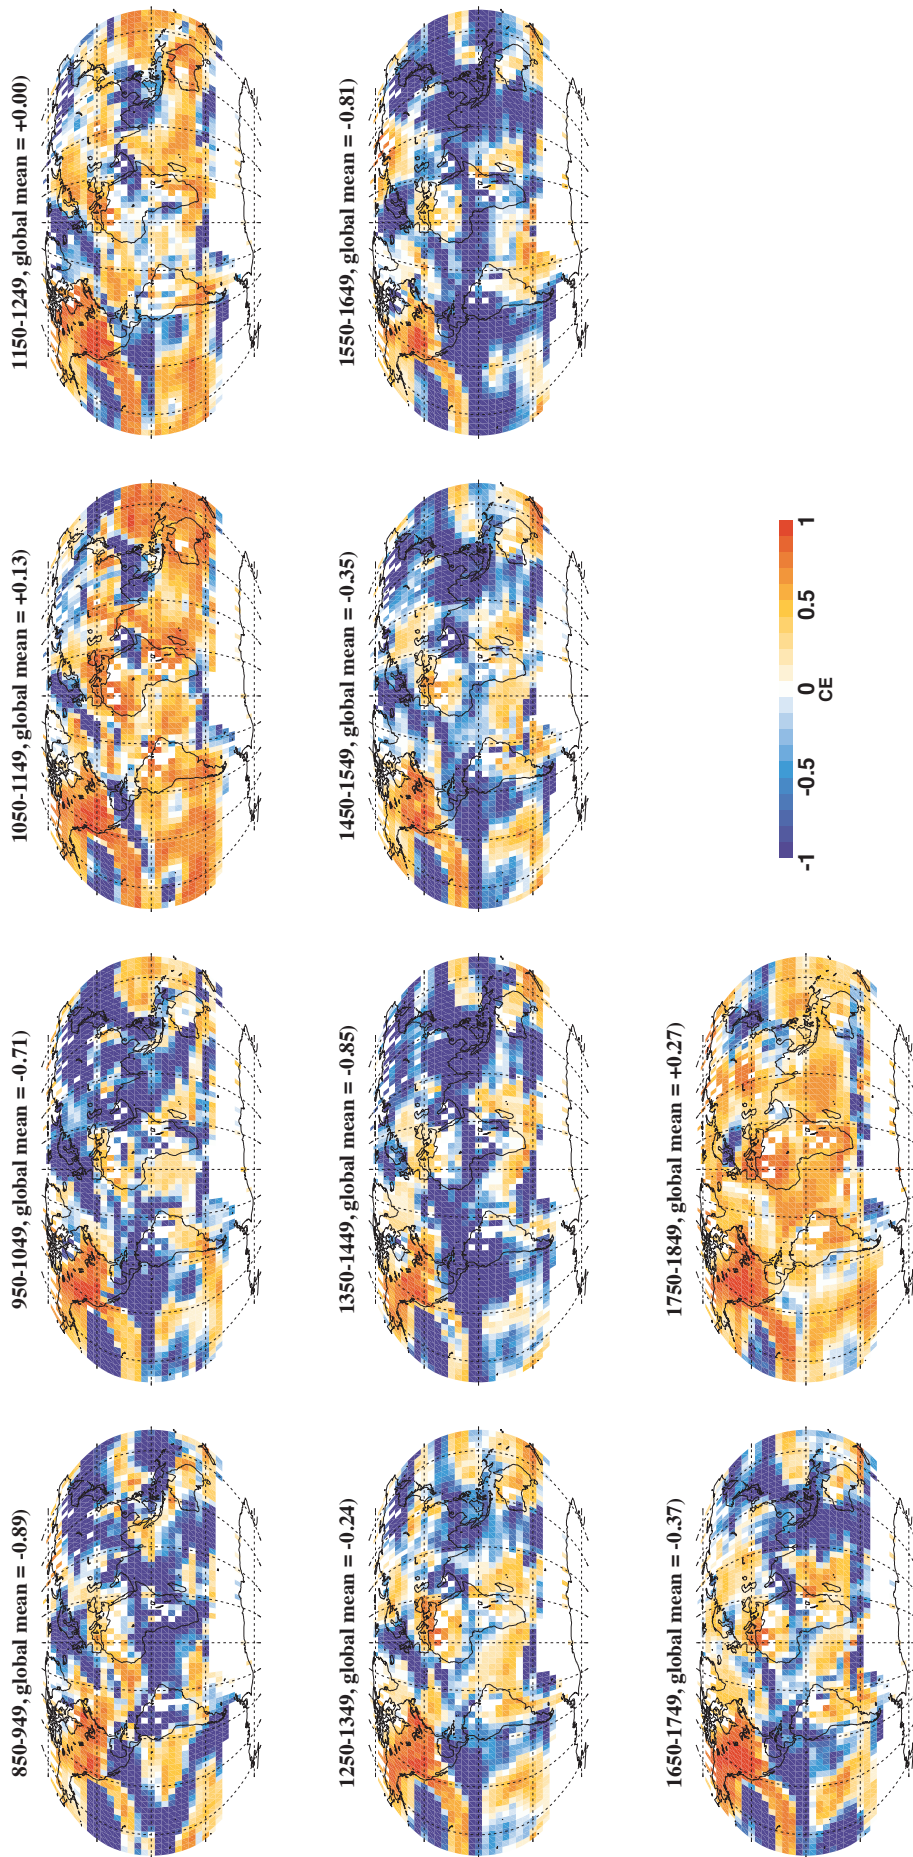 850-949, global mean = -0.89)
950-1049, global mean = -0.71)
1050-1149, global mean = +0.13)
1150-1249, global mean = +0.00)
1250-1349, global mean = -0.24)
1350-1449, global mean = -0.85)
1450-1549, global mean = -0.35)
1550-1649, global mean = -0.81)
1650-1749, global mean = -0.37)
1750-1849, global mean = +0.27)
-1 -0.5 0 0.5 1
CE